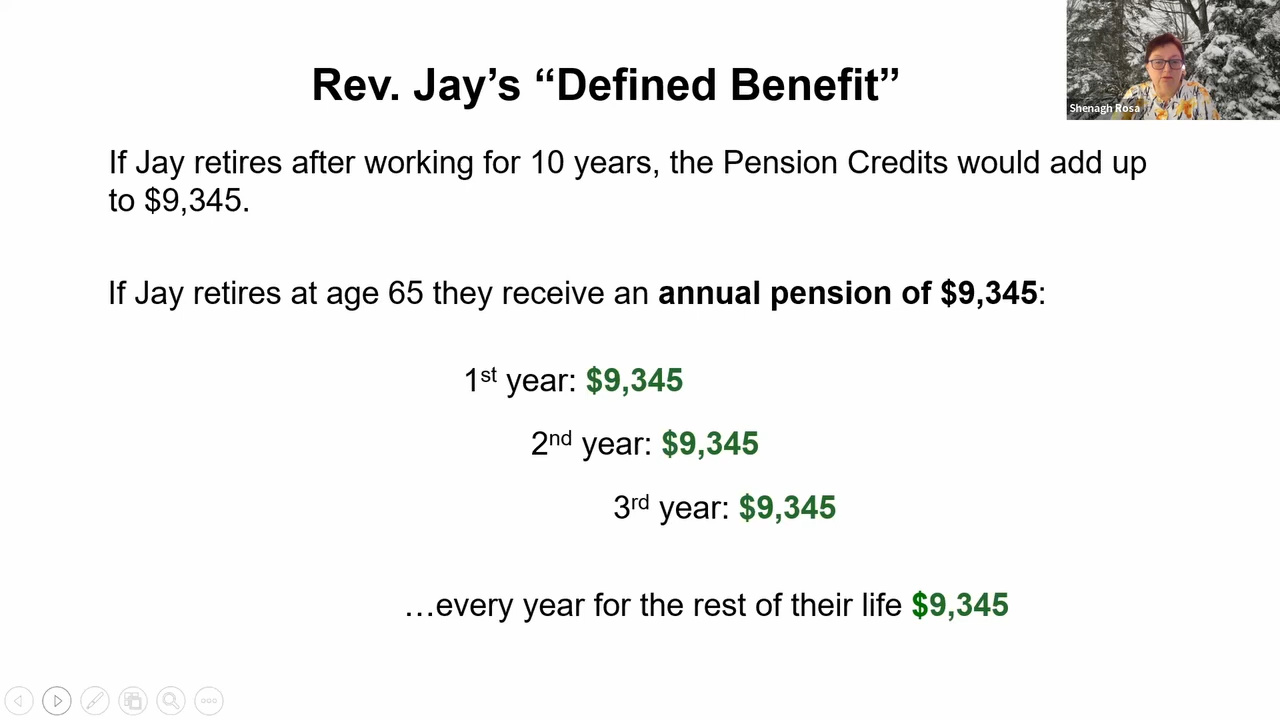 Rev. Jay’s “Defined Benefit”
Shenagh Rosa
If Jay retires after working for 10 years, the Pension Credits would add up
to $9,345.
If Jay retires at age 65 they receive an annual pension of $9,345:
1st year: $9,345
2nd year: $9,345
3rd year: $9,345
…every year for the rest of their life $9,345